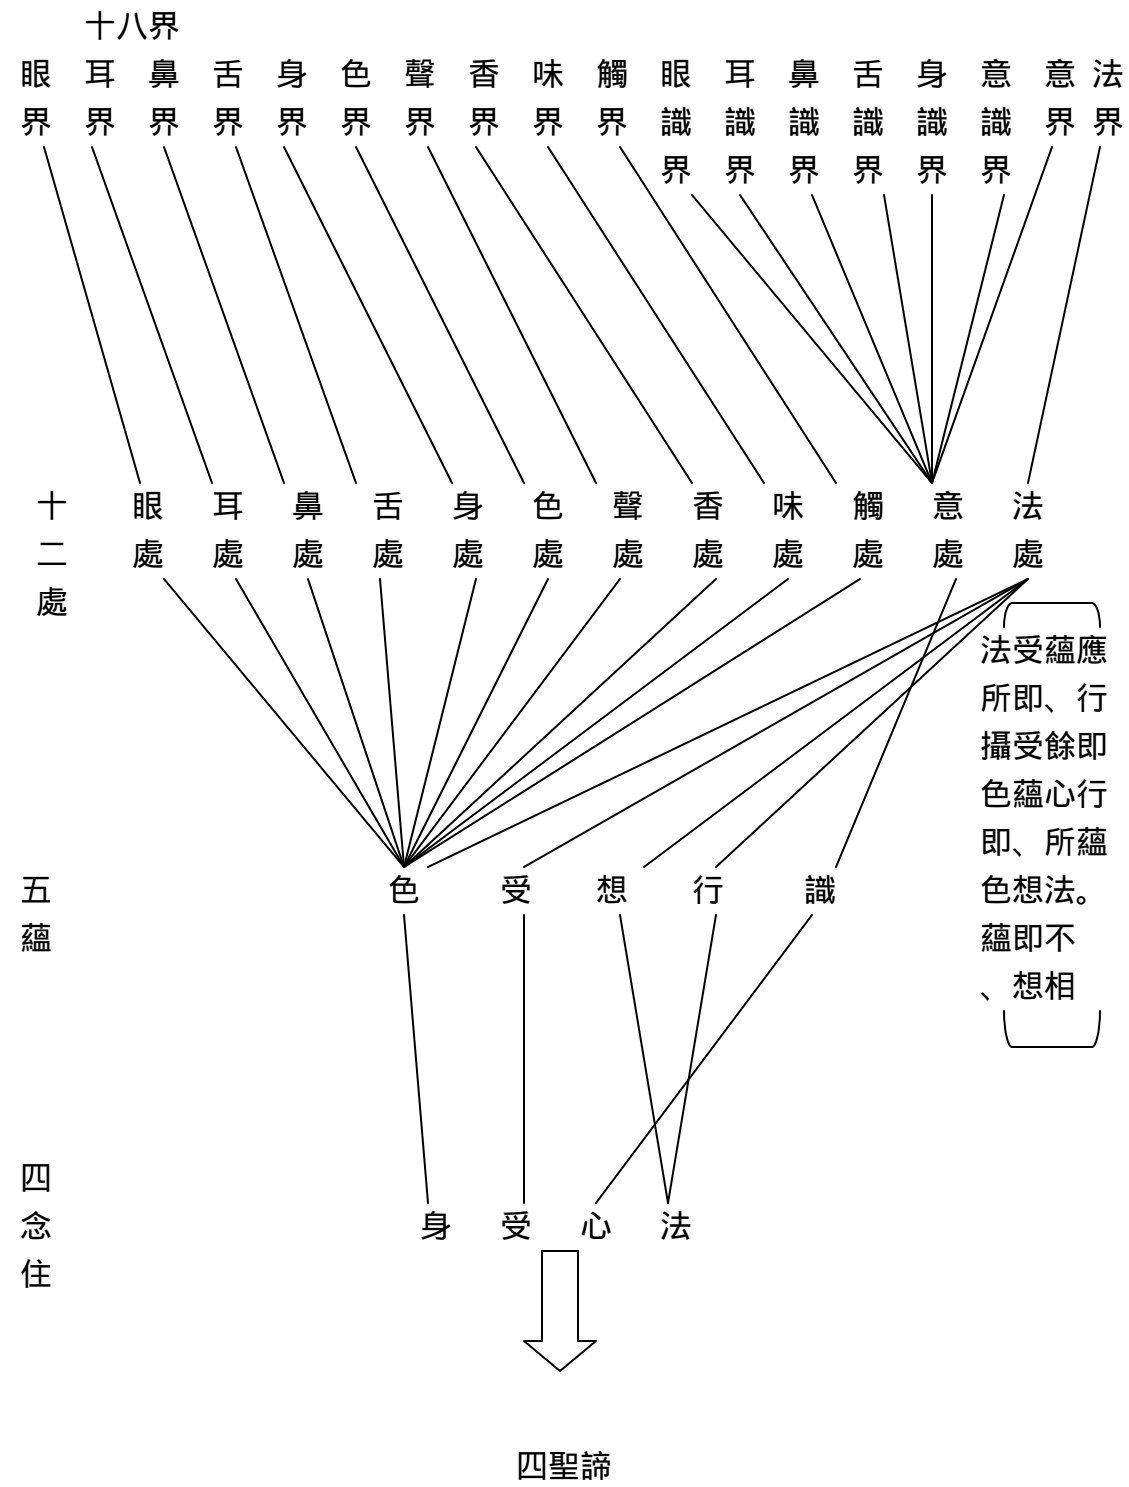 十八界
眼界
耳界
鼻界
舌界
身界
色界
聲界
香界
味界
觸界
眼識界
耳識界
鼻識界
舌識界
身識界
意識界
意界
法界
十二處
眼處
耳處
鼻處
舌處
身處
色處
聲處
香處
味處
觸處
意處
法處
法所攝色即色蘊、
受即受蘊、想即想
蘊、餘心所法不相
應行即行蘊。
五蘊
色
受
想
行
識
四念住
身
受
心
法
四聖諦